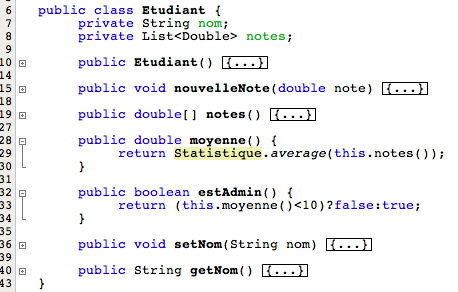 6 public class Etudiant {
7 private String nom;
8 private List<Double> notes;
9
10 public Etudiant() {...}
14
15 public void nouvelleNote(double note) {...}
18
19 public double[] notes() {...}
27
28 public double moyenne() {
29 return Statistique.average(this.notes());
30 }
31
32 public boolean estAdmin() {
33 return (this.moyenne()<10)?false:true;
34 }
35
36 public void setNom(String nom) {...}
39
40 public String getNom() {...}
43 }